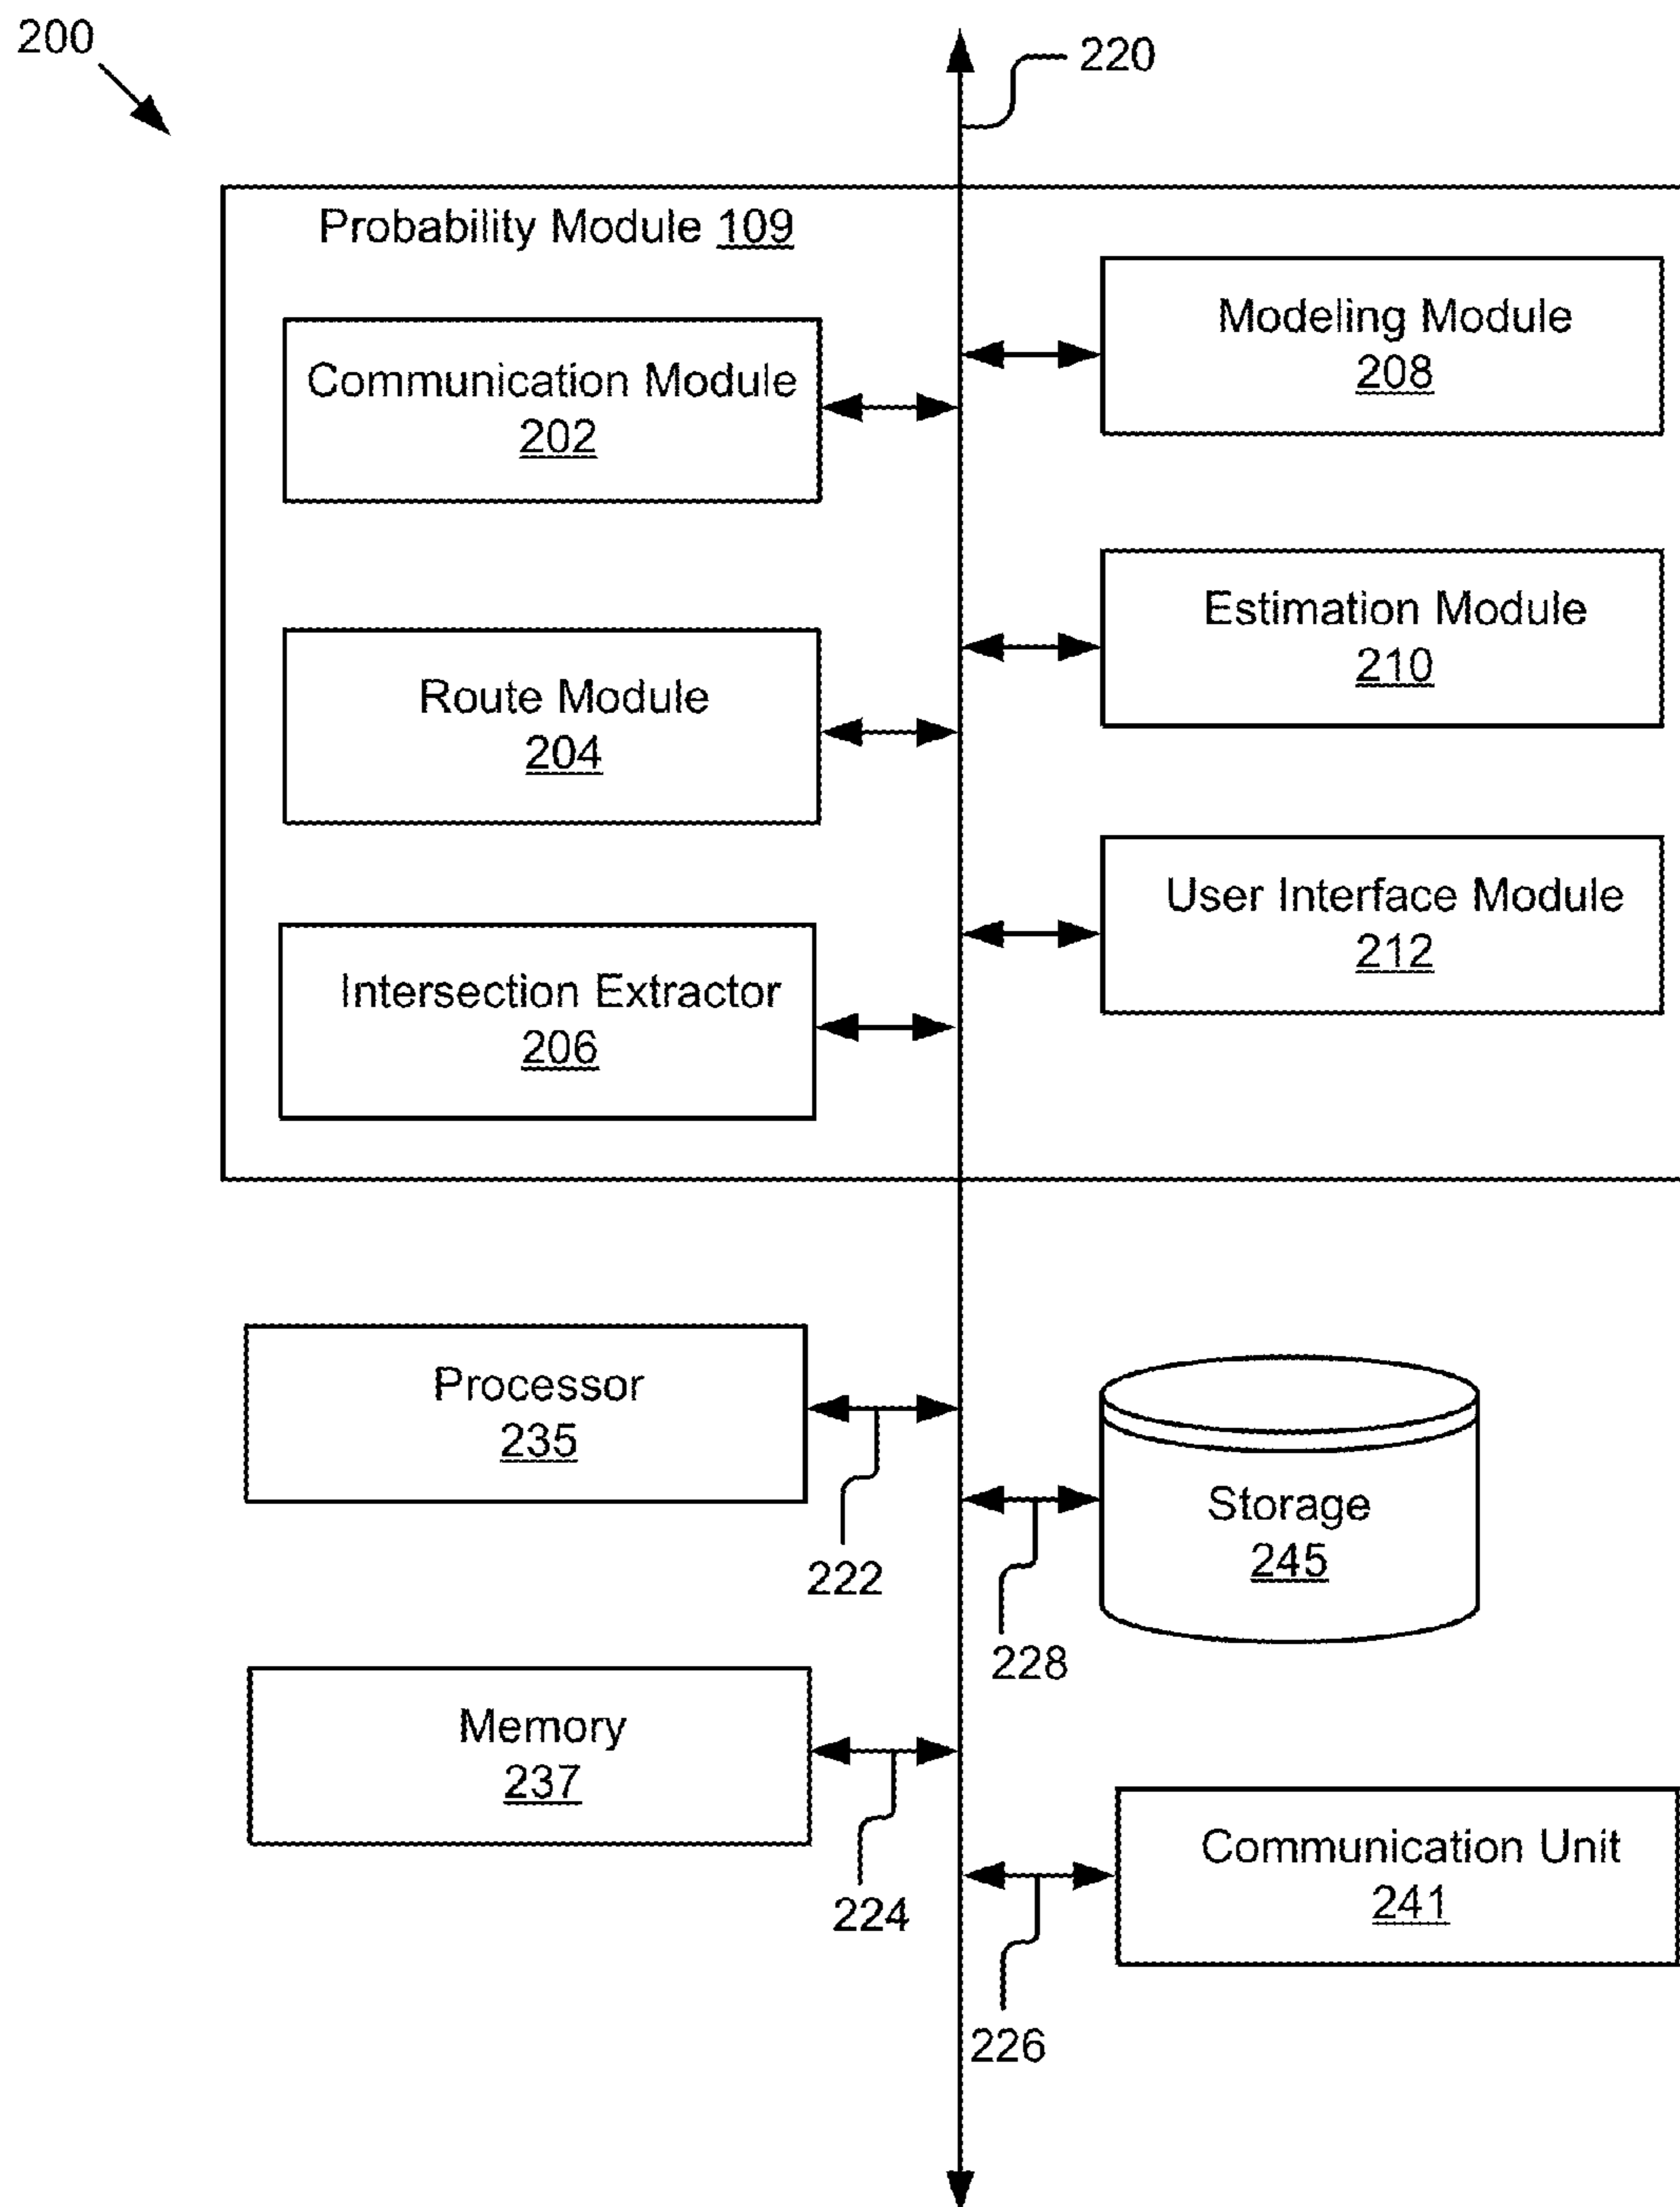 200
220
Probability Module 109
Communication Module
202
Modeling Module
208
Route Module
204
Estimation Module
210
Intersection Extractor
206
User Interface Module
212
Processor
235
222
Storage
245
228
Memory
237
224
Communication Unit
241
226